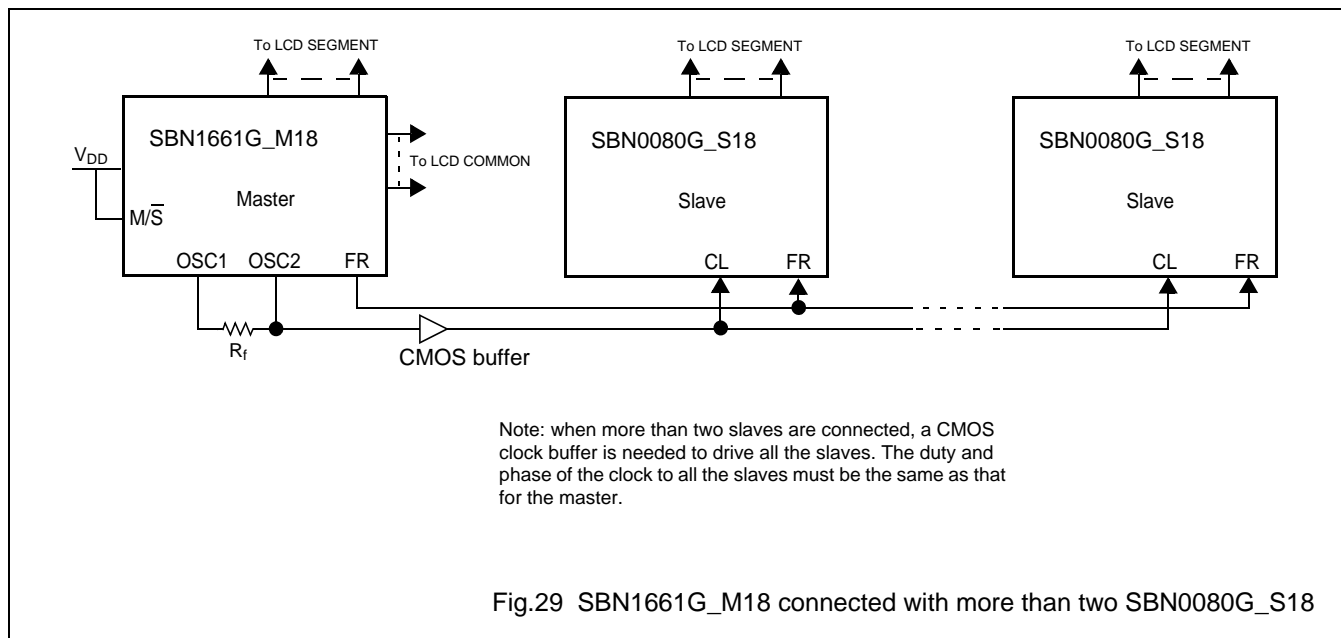 To LCD SEGMENT
To LCD SEGMENT
To LCD SEGMENT
SBN1661G_M18
SBN0080G_S18
SBN0080G_S18
VDD
To LCD COMMON
Master
Slave
Slave
M/S̅
OSC1 OSC2 FR
CL FR
CL FR
Rf
CMOS buffer
Note: when more than two slaves are connected, a CMOS
clock buffer is needed to drive all the slaves. The duty and
phase of the clock to all the slaves must be the same as that
for the master.
Fig.29 SBN1661G_M18 connected with more than two SBN0080G_S18